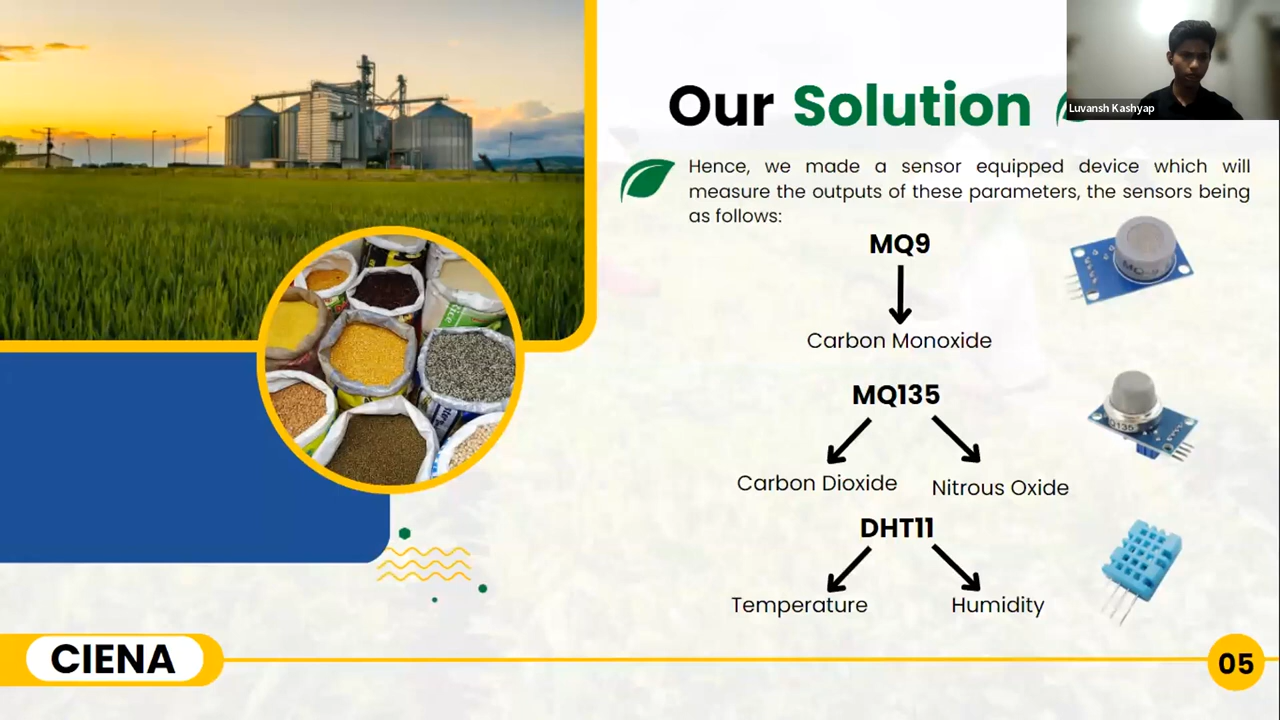 Our Solution
Luvansh Kashyap
Hence, we made a sensor equipped device which will
measure the outputs of these parameters, the sensors being
as follows:
MQ9
Carbon Monoxide
MQ135
Carbon Dioxide
Nitrous Oxide
DHT11
Temperature
Humidity
CIENA
05